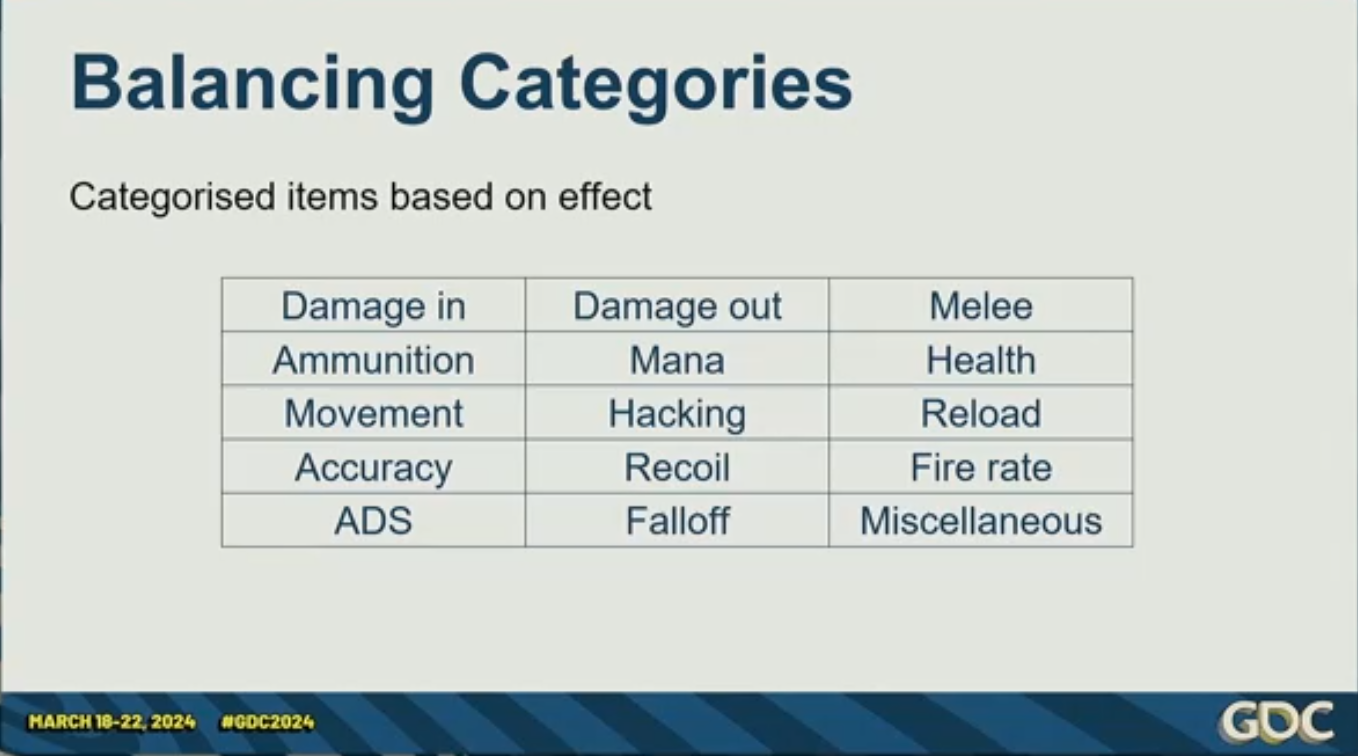 Balancing Categories
Categorised items based on effect
Damage in Damage out Melee
Ammunition Mana Health
Movement Hacking Reload
Accuracy Recoil Fire rate
ADS Falloff Miscellaneous
MARCH 18-22, 2024 #GDC2024 GDC